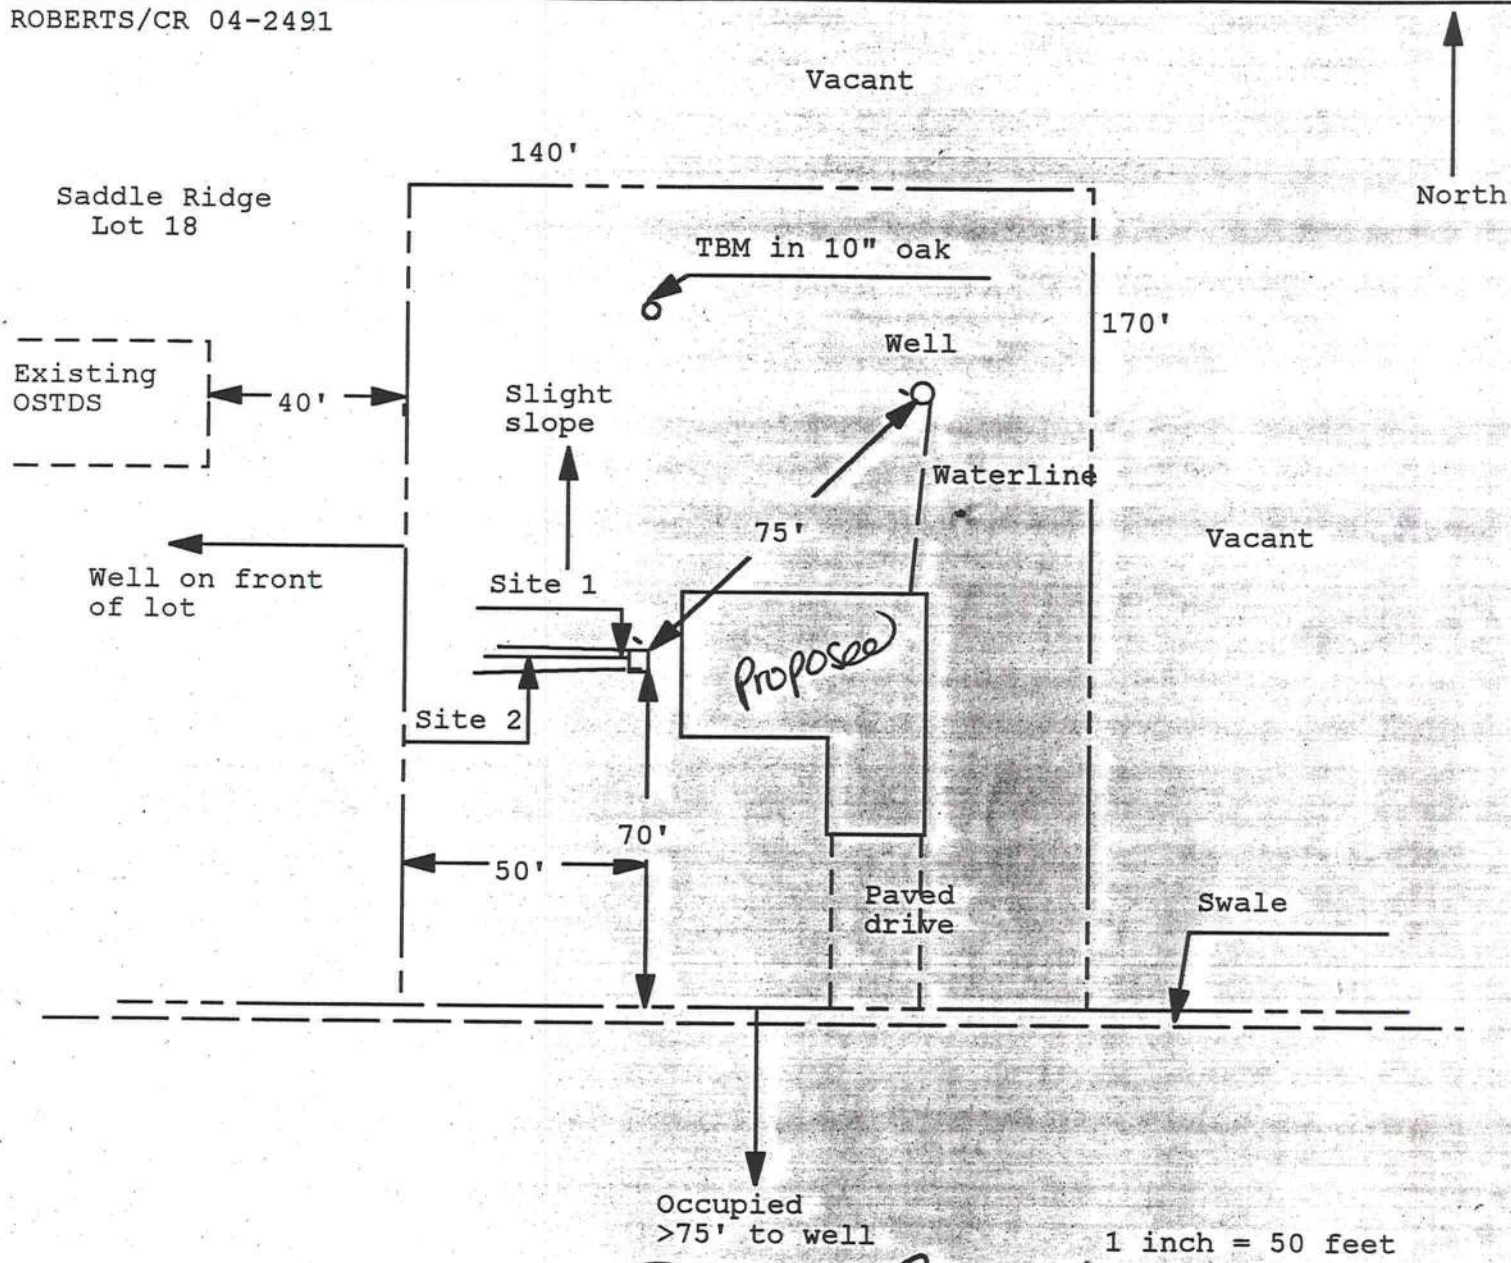 ROBERTS/CR 04-2491
Vacant
140'
Saddle Ridge
Lot 18
North
TBM in 10" oak
170'
Well
Existing
OSTDS
40'
Slight
slope
Waterline
75'
Vacant
Well on front
of lot
Site 1
Proposed
Site 2
70'
50'
Paved
drive
Swale
Occupied
>75' to well
1 inch = 50 feet